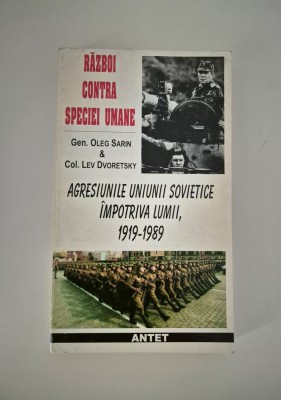 RĂZBOI
CONTRA
SPECIEI UMANE
GEN. OLEG SARIN
&
COL. LEV DVORETSKY
AGRESIUNILE UNIUNII SOVIETICE
ÎMPOTRIVA LUMII,
1919-1989
ANTET